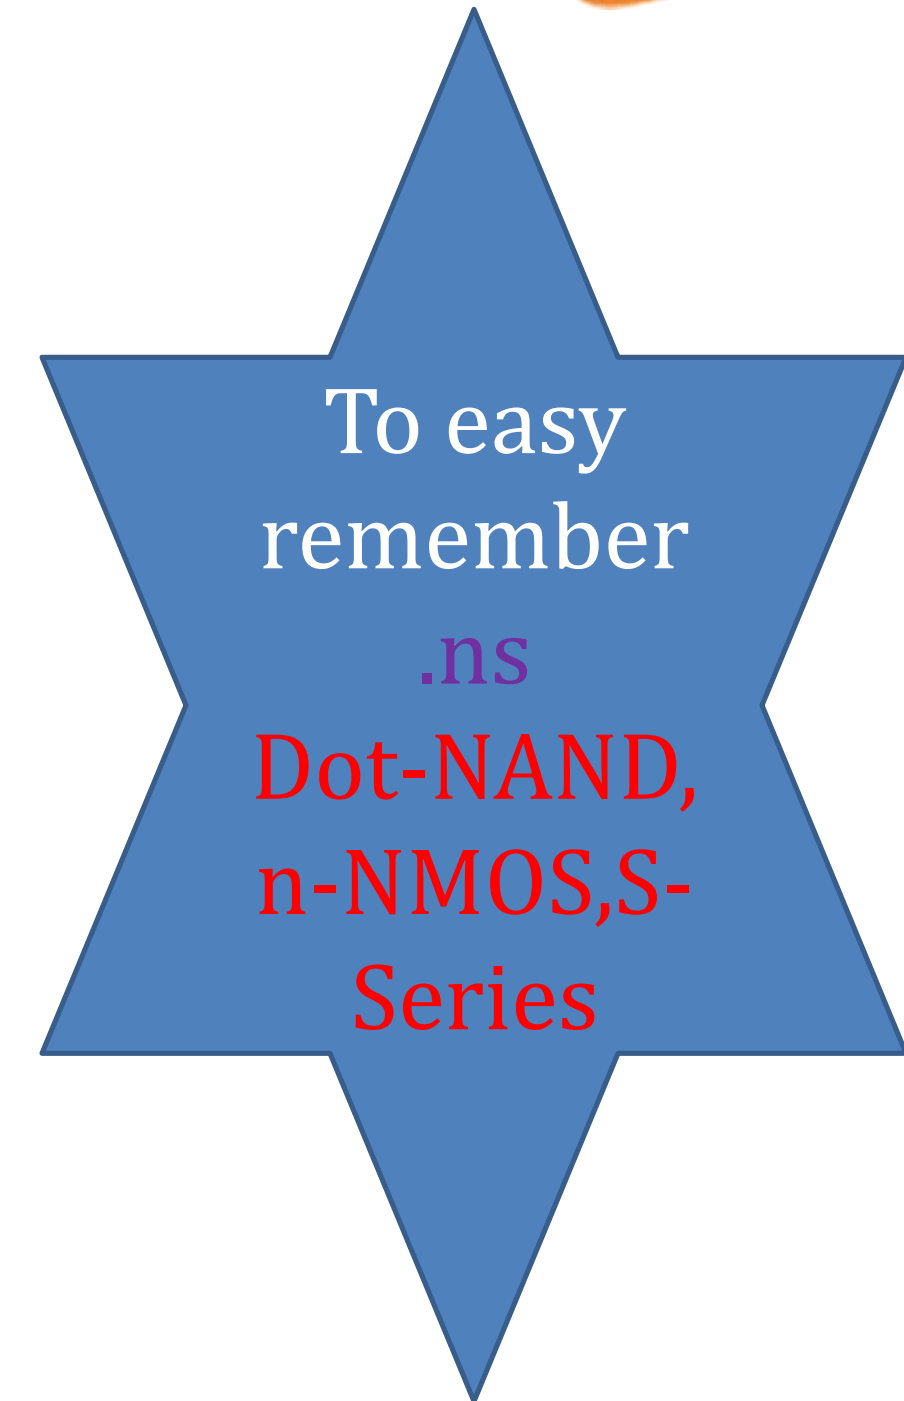 To easy
remember
.ns
Dot-NAND,
n-NMOS,S-
Series